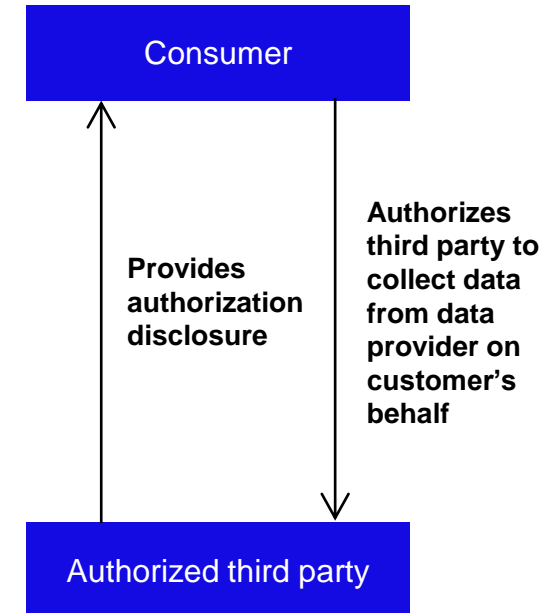 Consumer
Provides
authorization
disclosure
Authorizes
third party to
collect data
from data
provider on
customer’s
behalf
Authorized third party